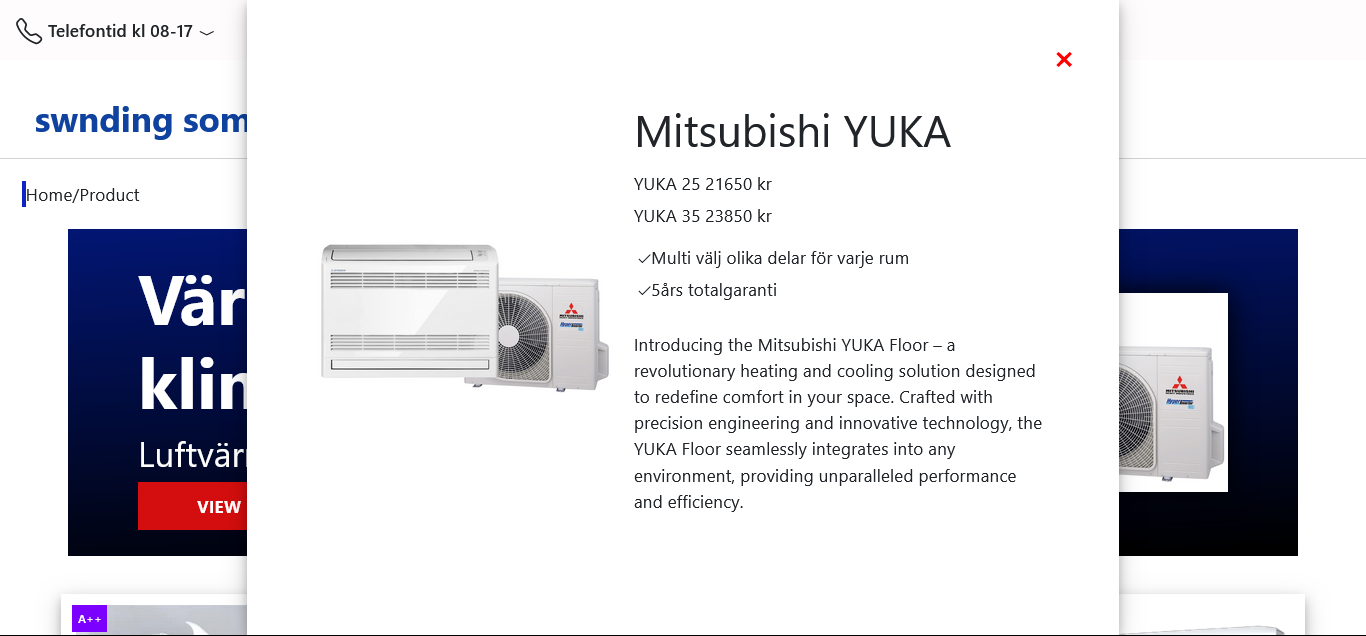 Telefontid kl 08-17
swnding som
Home/Product
Vär
klin
Luftvärr
VIEW
A++
Mitsubishi YUKA
YUKA 25 21650 kr
YUKA 35 23850 kr
Multi välj olika delar för varje rum
5års totalgaranti
Introducing the Mitsubishi YUKA Floor – a
revolutionary heating and cooling solution designed
to redefine comfort in your space. Crafted with
precision engineering and innovative technology, the
YUKA Floor seamlessly integrates into any
environment, providing unparalleled performance
and efficiency.